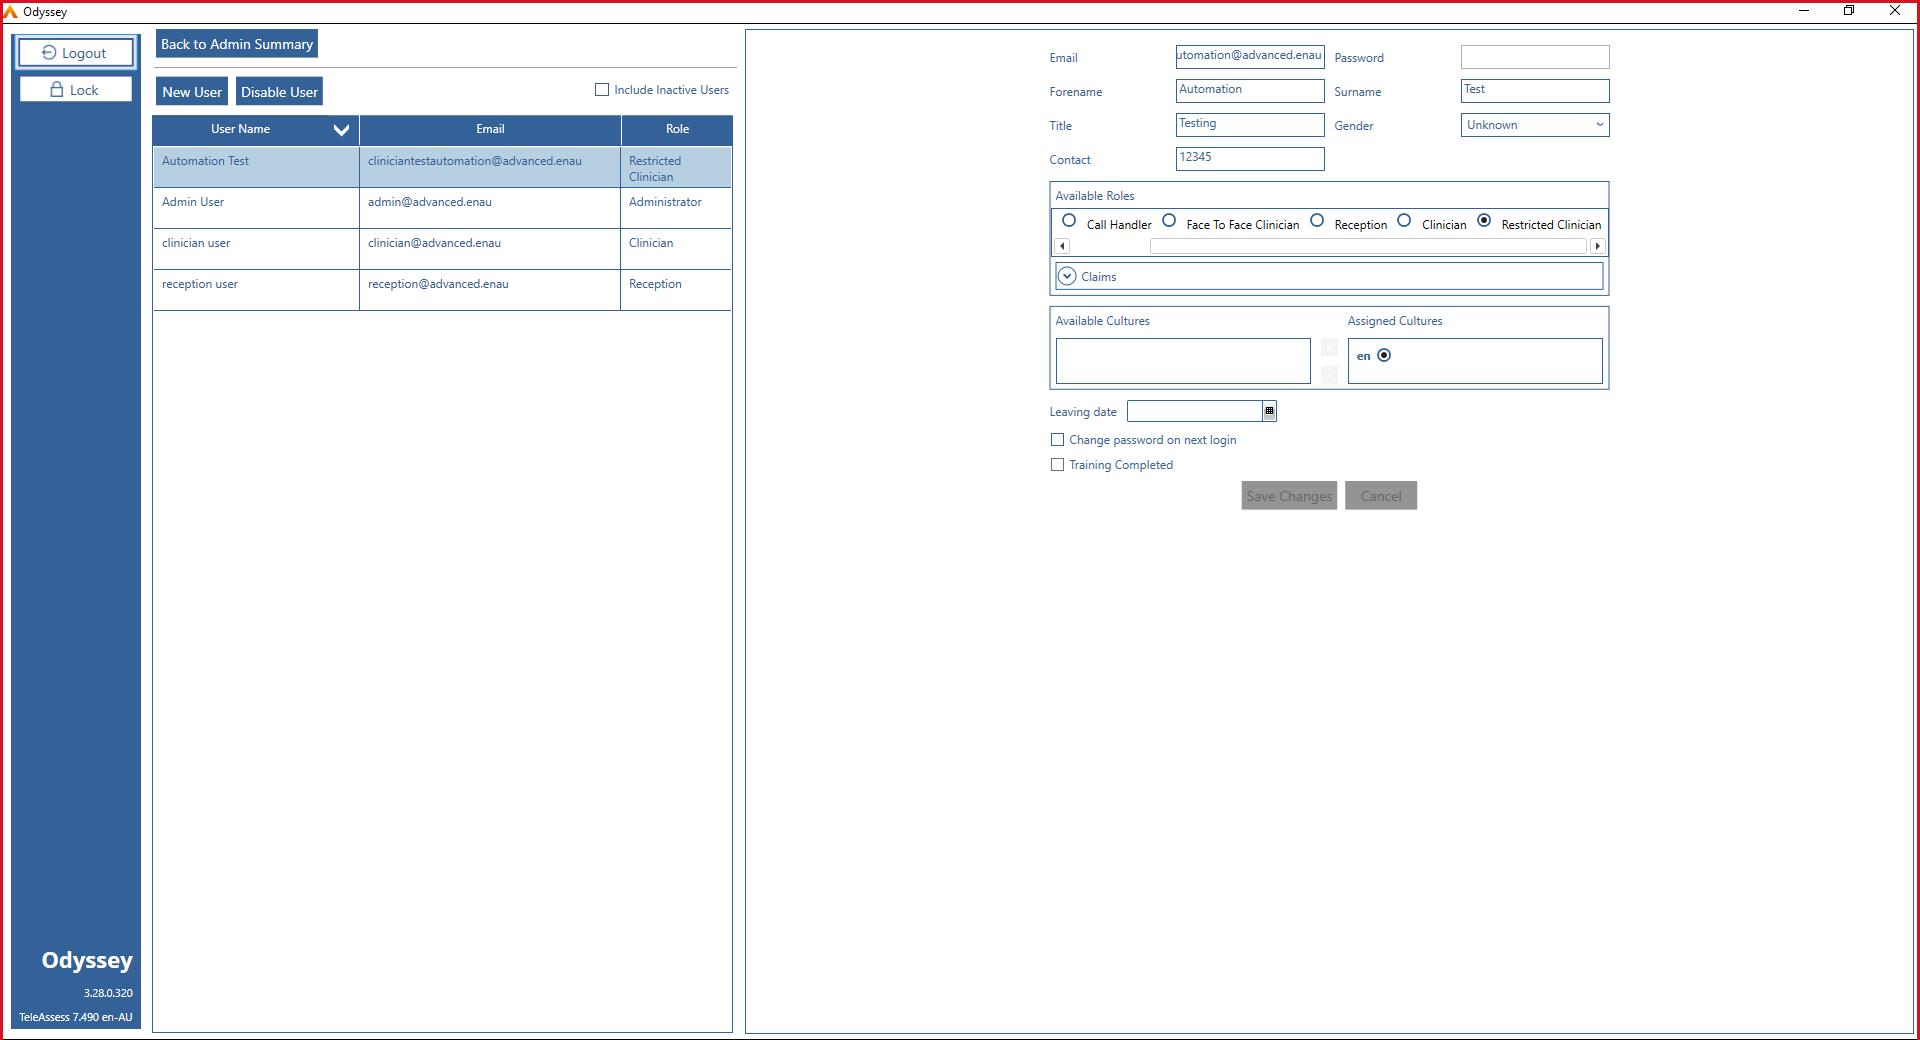 Odyssey
Logout
Lock
Back to Admin Summary
New User
Disable User
Include Inactive Users
User Name Email Role
Automation Test cliniciantestautomation@advanced.enau Restricted
Clinician
Admin User admin@advanced.enau Administrator
clinician user clinician@advanced.enau Clinician
reception user reception@advanced.enau Reception
Email utomation@advanced.enau Password
Forename Automation Surname Test
Title Testing Gender Unknown
Contact 12345
Available Roles
Call Handler Face To Face Clinician Reception Clinician Restricted Clinician
Claims
Available Cultures Assigned Cultures
en
Leaving date
Change password on next login
Training Completed
Save Changes Cancel
Odyssey
3.28.0.320
TeleAssess 7.490 en-AU